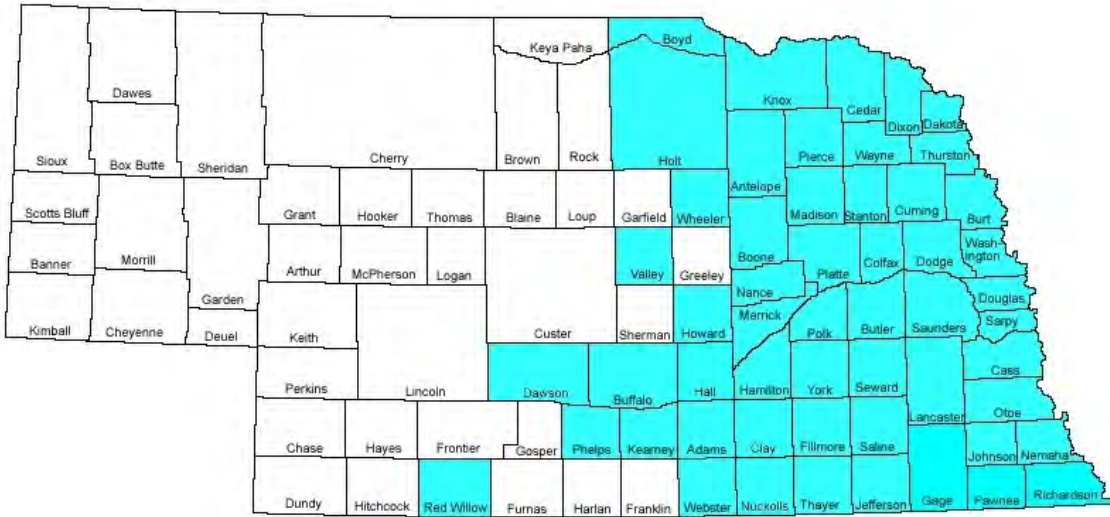 Boyd
Keya Paha
Dawes
Knox
Cedar
Dixon
Dakota
Sioux
Box Butte
Sheridan
Cherry
Brown
Rock
Holt
Pierce
Wayne
Thurston
Antelope
Scotts Bluff
Grant
Hooker
Thomas
Blaine
Loup
Garfield
Wheeler
Madison
Stanton
Cuming
Burt
Banner
Morrill
Arthur
McPherson
Logan
Valley
Greeley
Boone
Platte
Colfax
Dodge
Wash-
ington
Garden
Nance
Douglas
Kimball
Cheyenne
Deuel
Keith
Custer
Sherman
Howard
Merrick
Polk
Butler
Saunders
Sarpy
Perkins
Lincoln
Dawson
Buffalo
Hall
Hamilton
York
Seward
Cass
Lancaster
Otoe
Chase
Hayes
Frontier
Gosper
Phelps
Kearney
Adams
Clay
Fillmore
Saline
Johnson
Nemaha
Dundy
Hitchcock
Red Willow
Furnas
Harlan
Franklin
Webster
Nuckolls
Thayer
Jefferson
Gage
Pawnee
Richardson